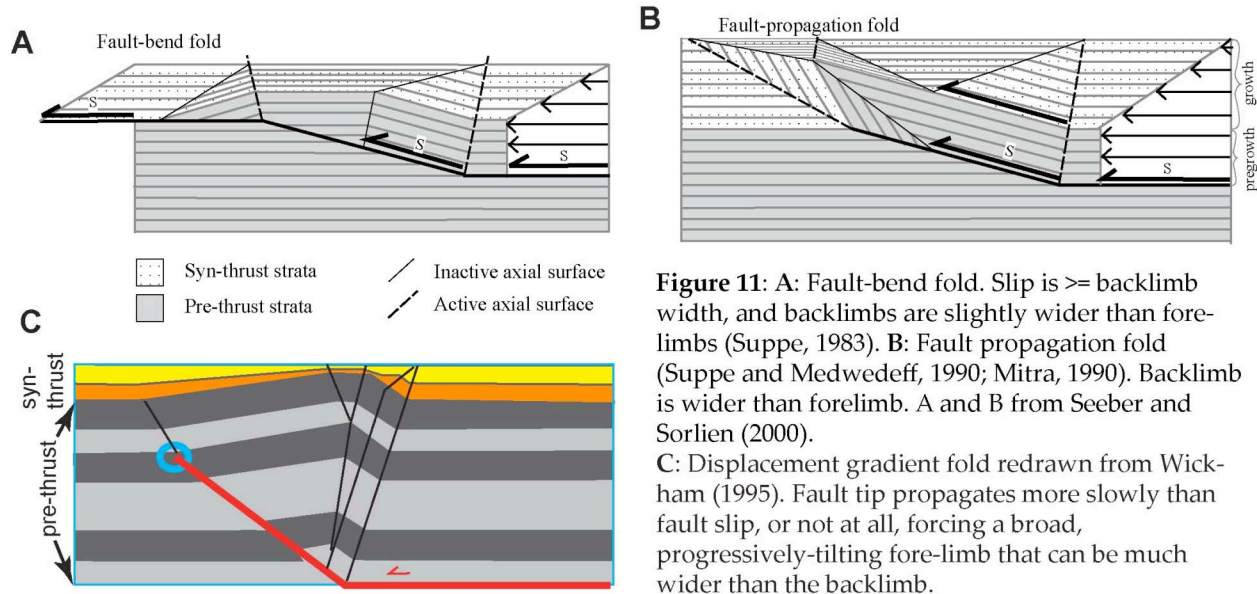 A
Fault-bend fold
S
S
S
B
Fault-propagation fold
S
S
growth
pregrowth
Syn-thrust strata
Pre-thrust strata
Inactive axial surface
Active axial surface
C
syn-
thrust
pre-thrust
Figure 11: A: Fault-bend fold. Slip is >= backlimb
width, and backlimbs are slightly wider than fore-
limbs (Suppe, 1983). B: Fault propagation fold
(Suppe and Medwedeff, 1990; Mitra, 1990). Backlimb
is wider than forelimb. A and B from Seeber and
Sorlien (2000).
C: Displacement gradient fold redrawn from Wick-
ham (1995). Fault tip propagates more slowly than
fault slip, or not at all, forcing a broad,
progressively-tilting fore-limb that can be much
wider than the backlimb.